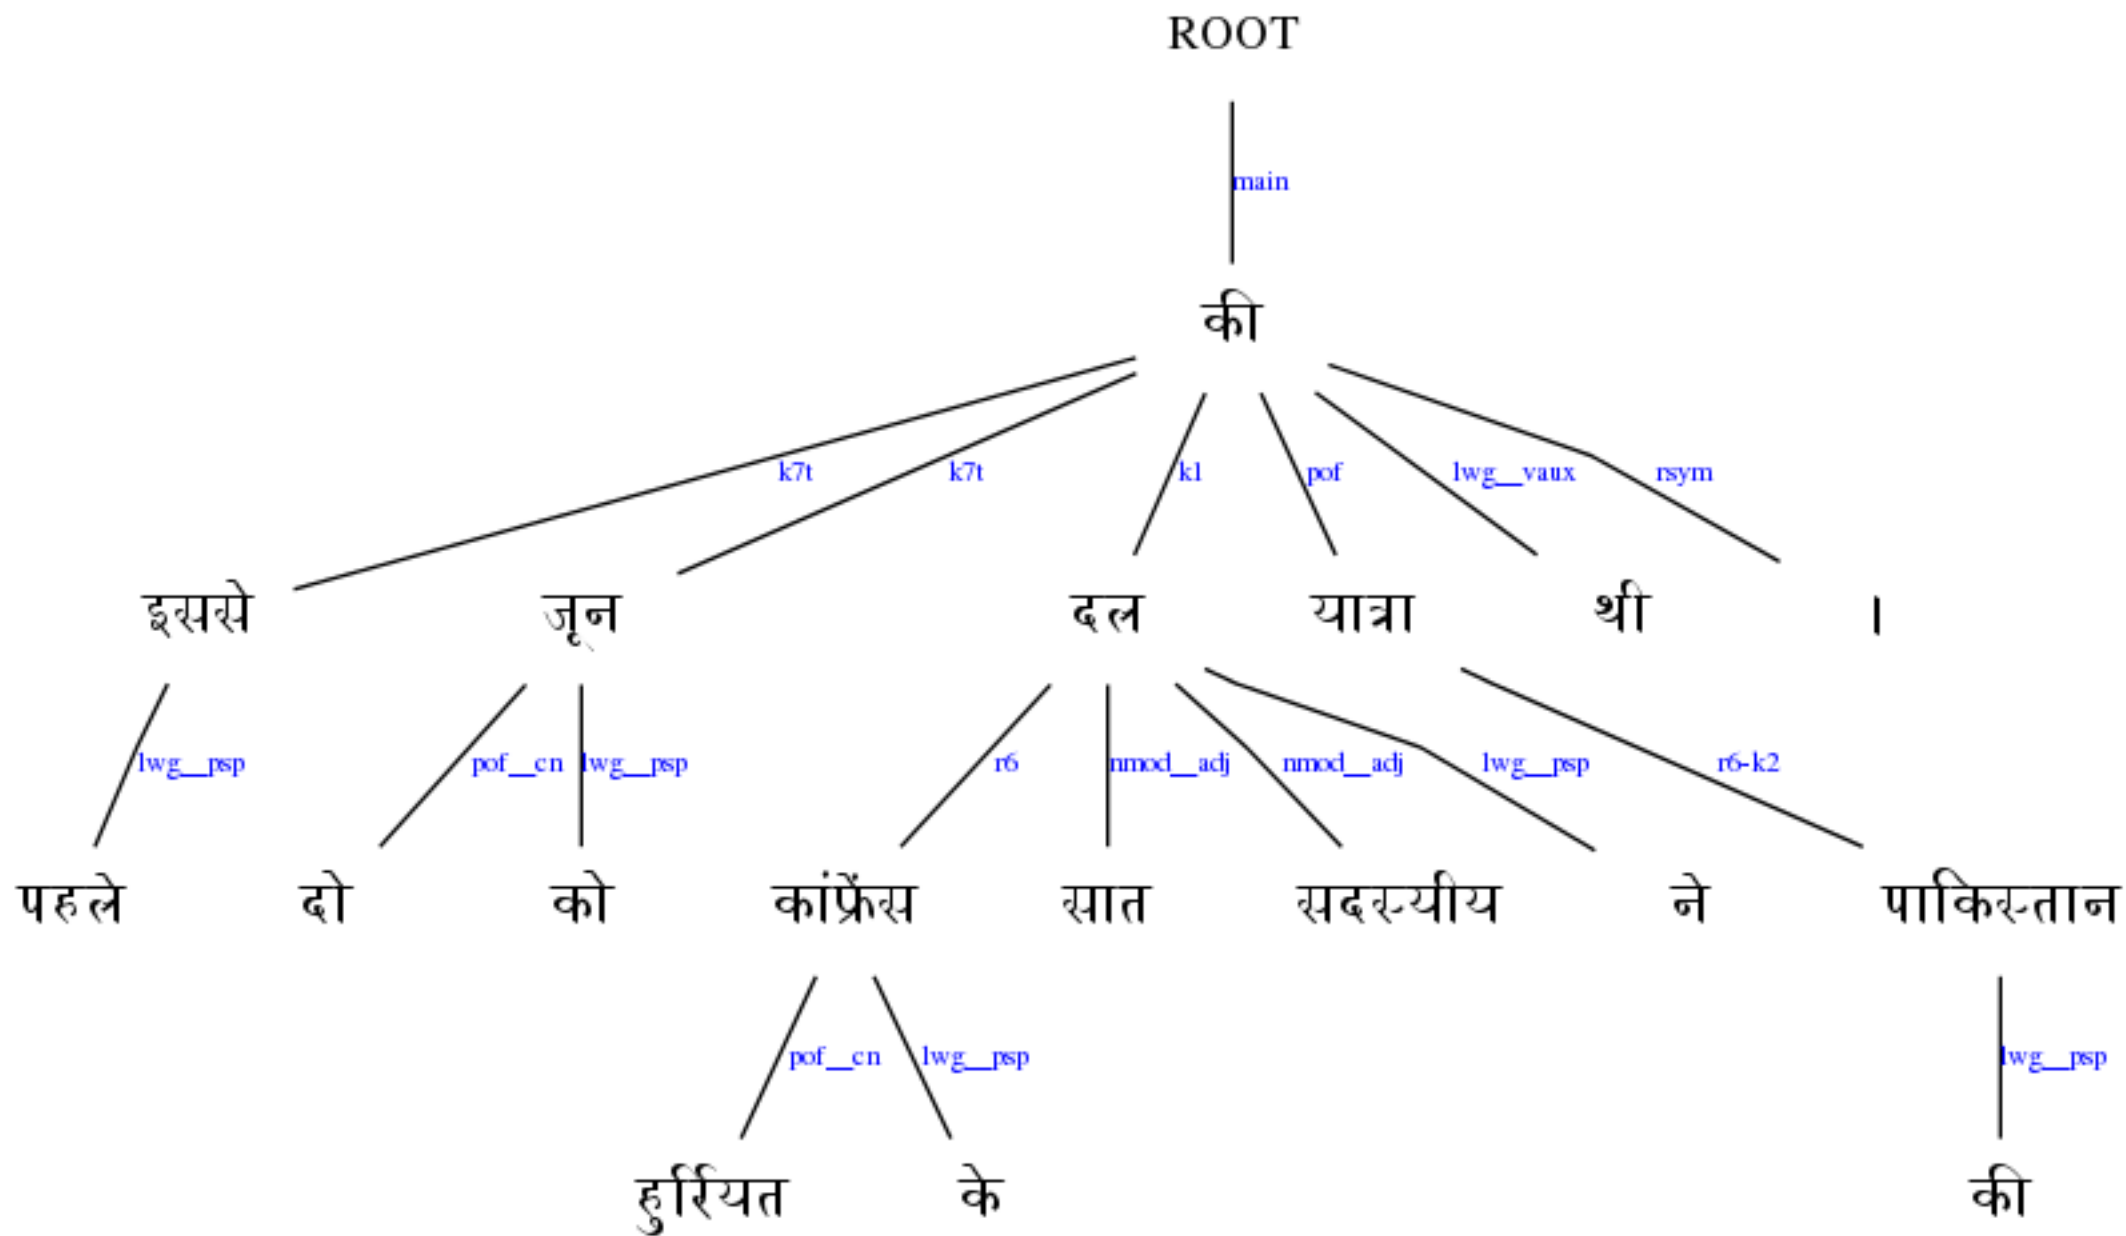 ROOT
main
की
k7t k7t k1 pof lwg__vaux rsym
इससे जून दल यात्रा थी ।
lwg__psp pof__cn lwg__psp r6 nmod__adj nmod__adj lwg__psp r6-k2
पहले दो को कांफ्रेंस सात सदस्यीय ने पाकिस्तान
pof__cn lwg__psp lwg__psp
हुर्रियत के की